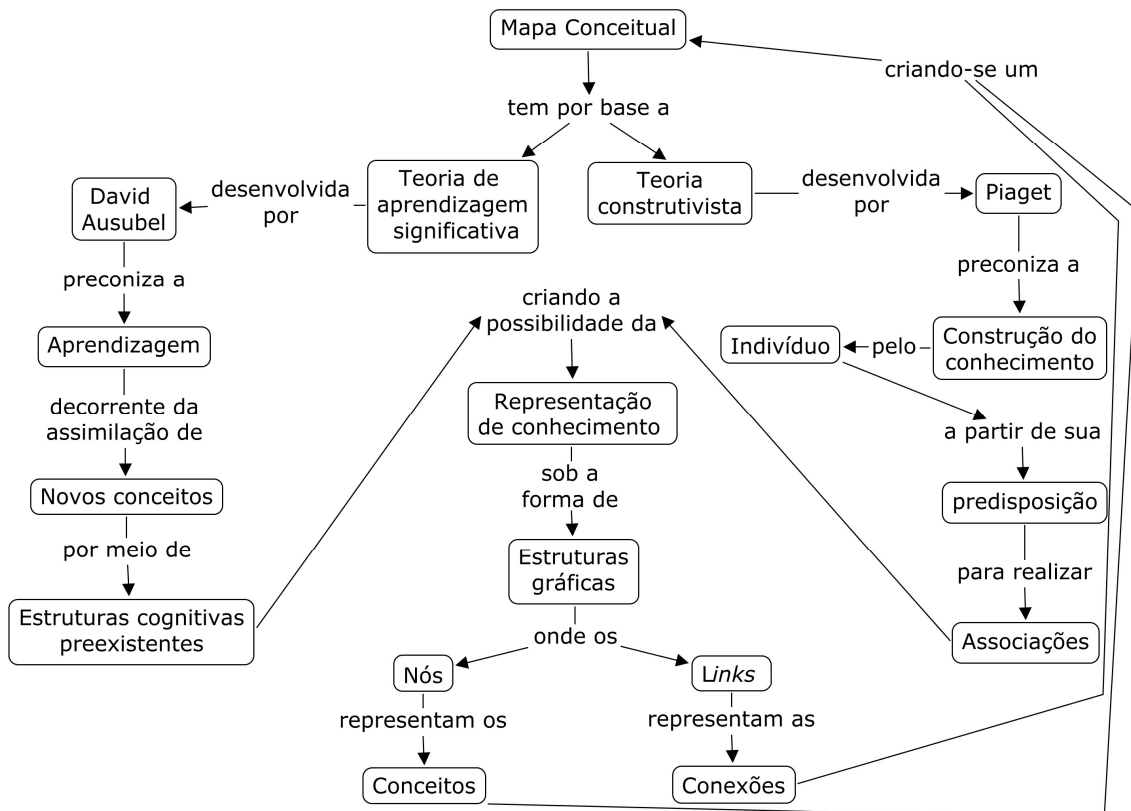 Mapa Conceitual
criando-se um
tem por base a
Teoria de
aprendizagem
significativa
desenvolvida
por
David
Ausubel
preconiza a
Aprendizagem
decorrente da
assimilação de
Novos conceitos
por meio de
Estruturas cognitivas
preexistentes
Teoria
construtivista
desenvolvida
por
Piaget
preconiza a
Construção do
conhecimento
pelo
Indivíduo
a partir de sua
predisposição
para realizar
Associações
criando a
possibilidade da
Representação
de conhecimento
sob a
forma de
Estruturas
gráficas
onde os
Nós
representam os
Conceitos
Links
representam as
Conexões